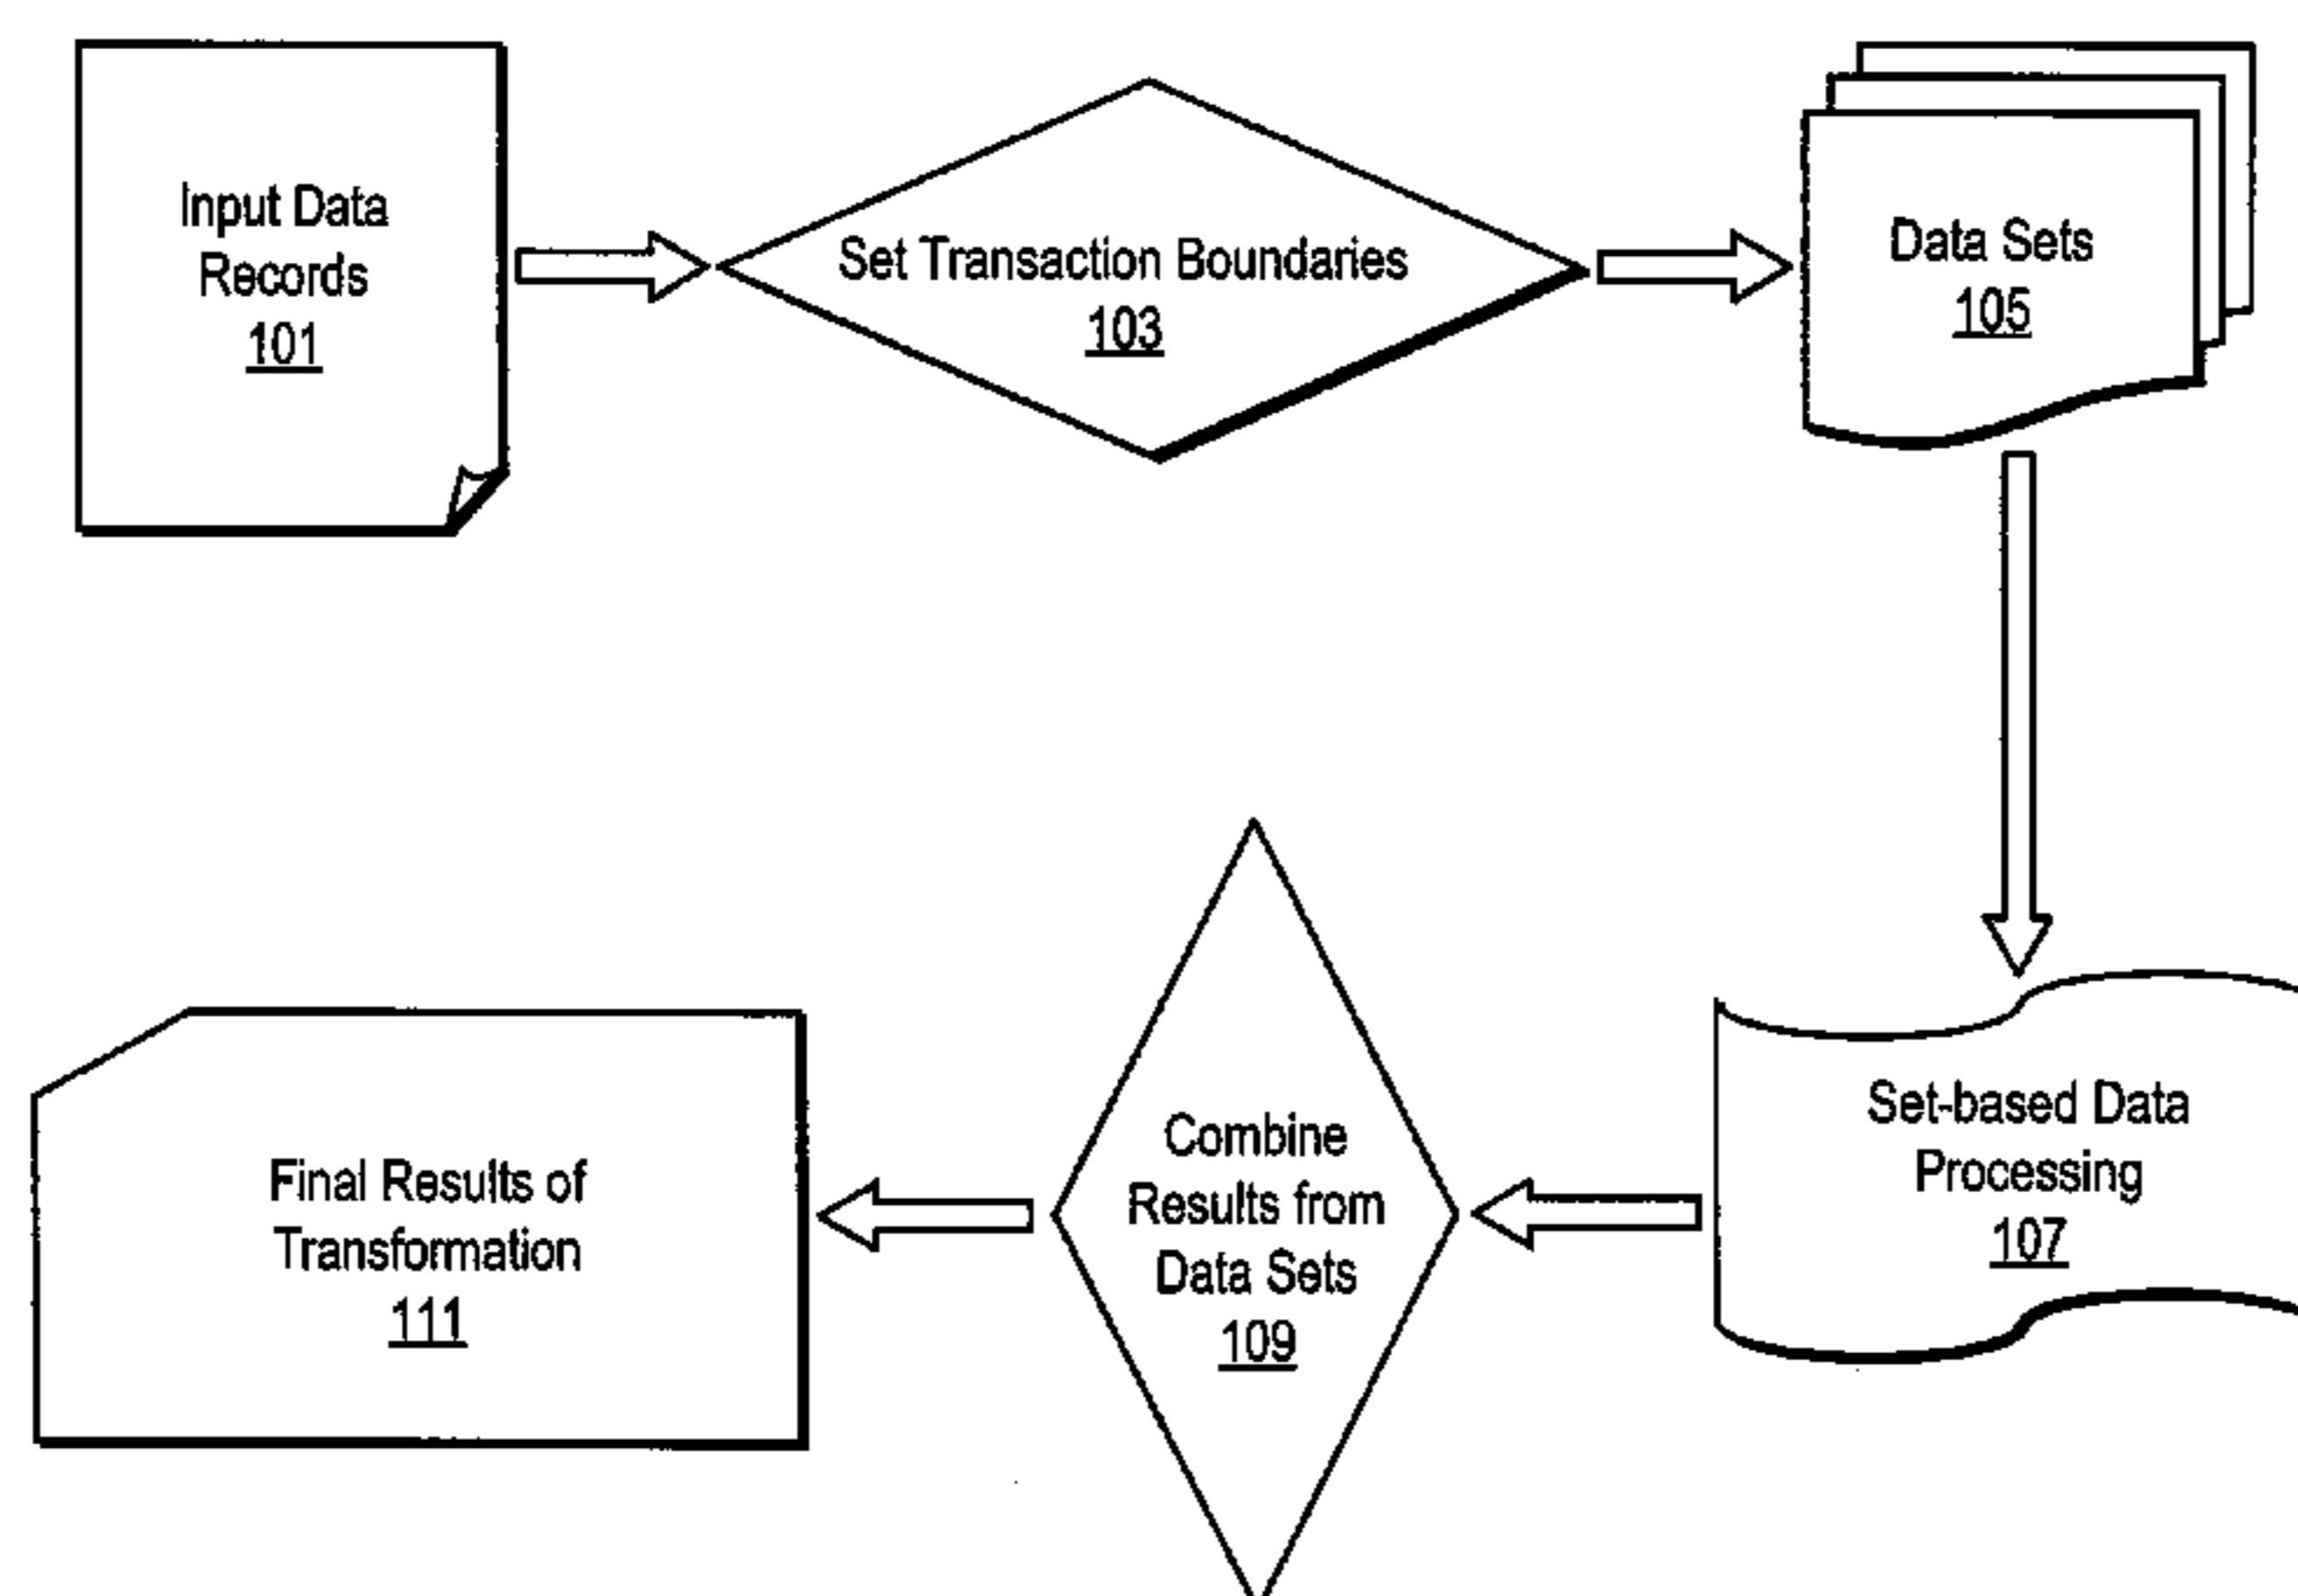 Input Data
Records
101
Set Transaction Boundaries
103
Data Sets
105
Set-based Data
Processing
107
Combine
Results from
Data Sets
109
Final Results of
Transformation
111